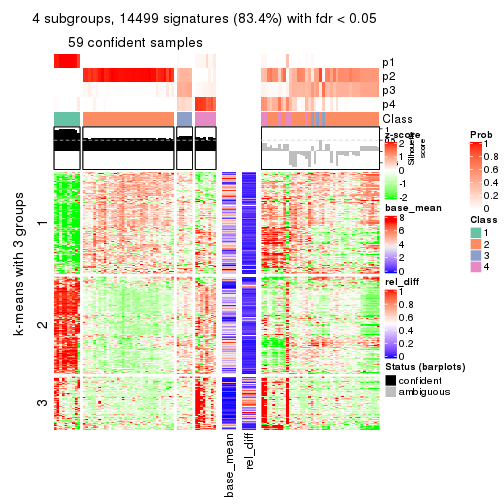 4 subgroups, 14499 signatures (83.4%) with fdr < 0.05
59 confident samples
p1
p2
p3
p4
Class
1
Silhouette
score
z-score
2
1
0
-1
-2
Prob
1
0.8
0.6
0.4
0.2
0
base_mean
8
6
4
2
0
Class
1
2
3
4
rel_diff
1
0.8
0.6
0.4
0.2
0
Status (barplots)
confident
ambiguous
k-means with 3 groups
1
2
3
base_mean
rel_diff